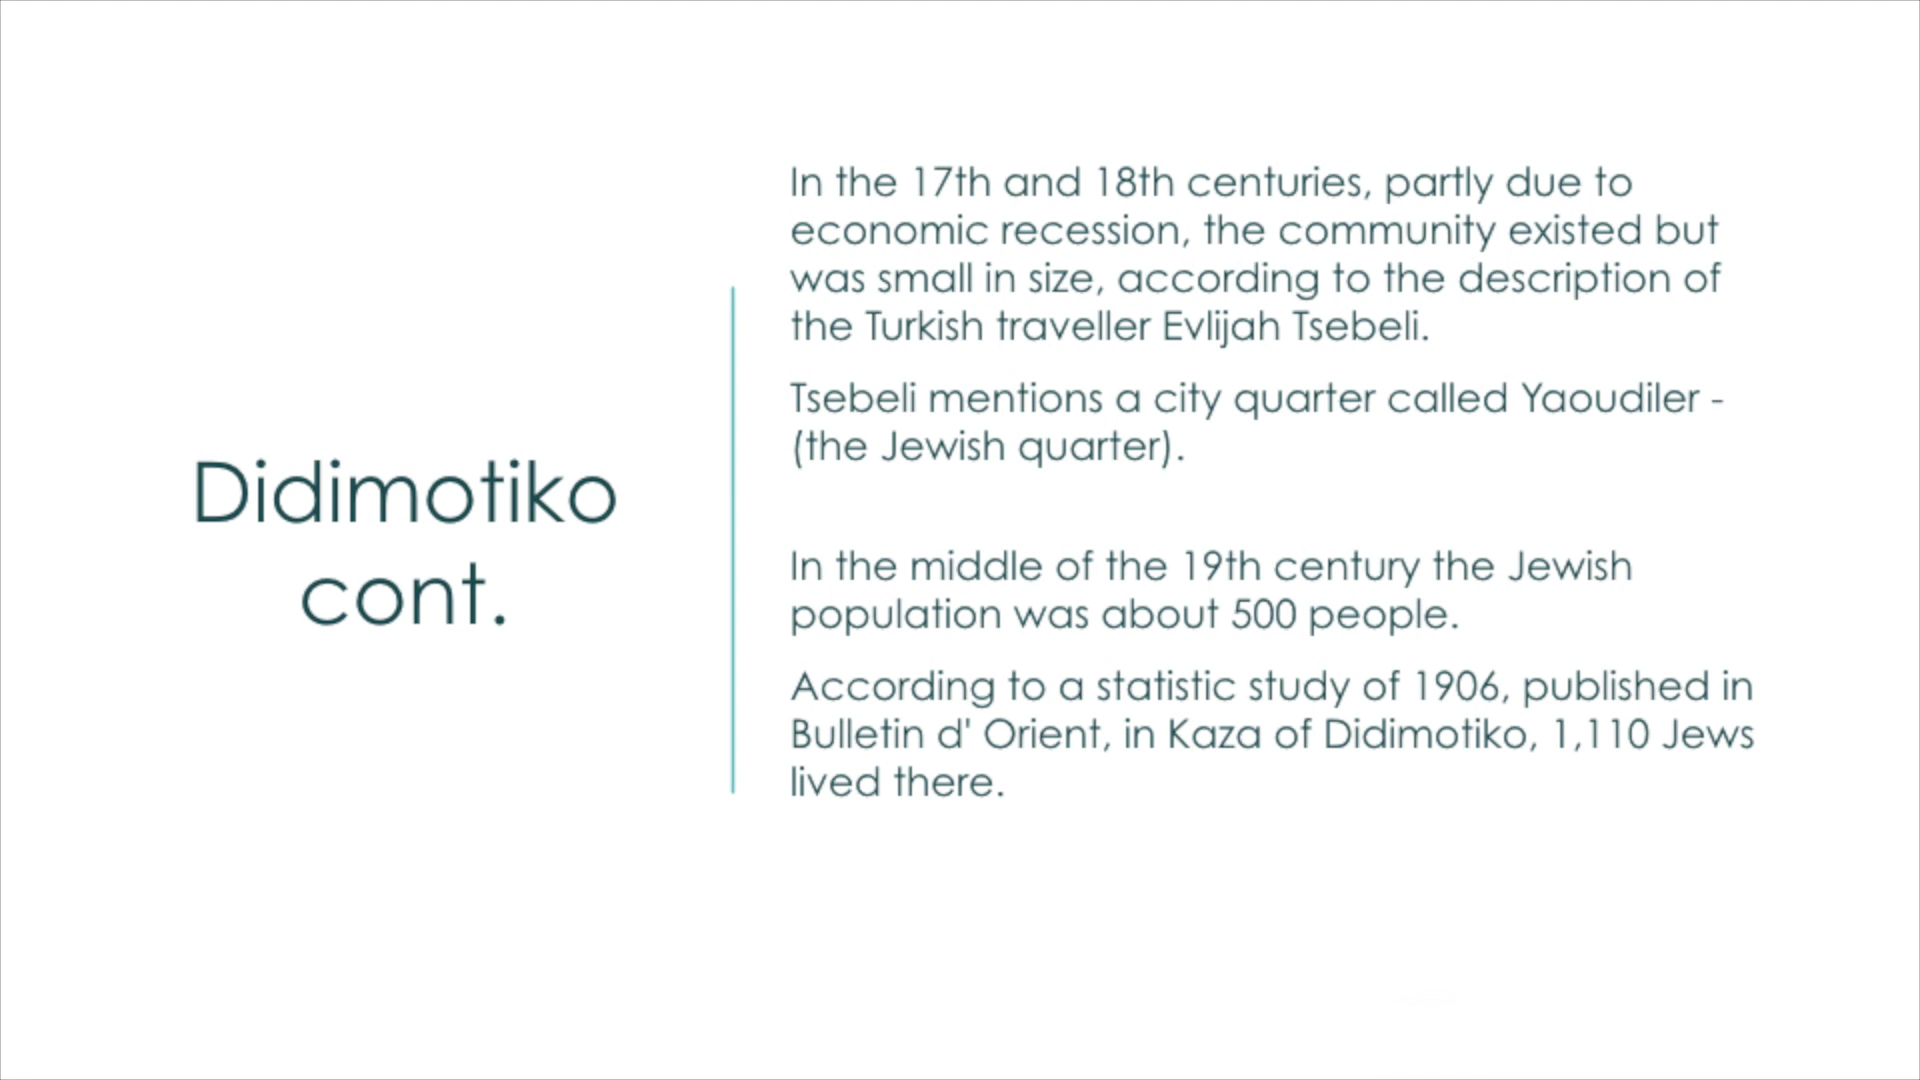 Didimotiko
cont.
In the 17th and 18th centuries, partly due to
economic recession, the community existed but
was small in size, according to the description of
the Turkish traveller Evlijah Tsebeli.
Tsebeli mentions a city quarter called Yaoudiler -
(the Jewish quarter).
In the middle of the 19th century the Jewish
population was about 500 people.
According to a statistic study of 1906, published in
Bulletin d' Orient, in Kaza of Didimotiko, 1,110 Jews
lived there.